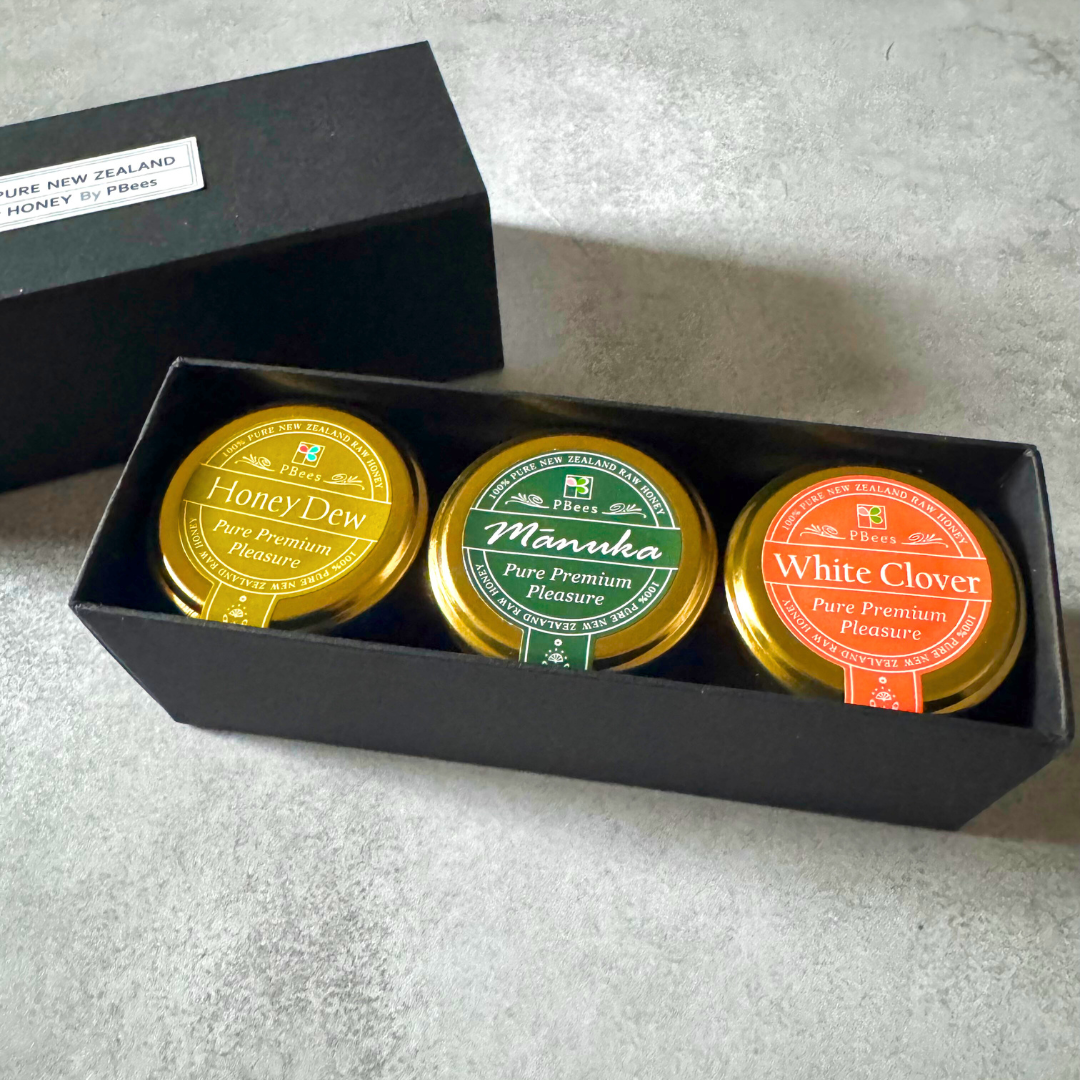 PURE NEW ZEALAND
HONEY By PBees
100% PURE NEW ZEALAND RAW HONEY
PBees
Honey Dew
Pure Premium
Pleasure
100% PURE NEW ZEALAND RAW HONEY
100% PURE NEW ZEALAND RAW HONEY
PBees
Mānuka
Pure Premium
Pleasure
100% PURE NEW ZEALAND RAW HONEY
100% PURE NEW ZEALAND RAW HONEY
PBees
White Clover
Pure Premium
Pleasure
100% PURE NEW ZEALAND RAW HONEY